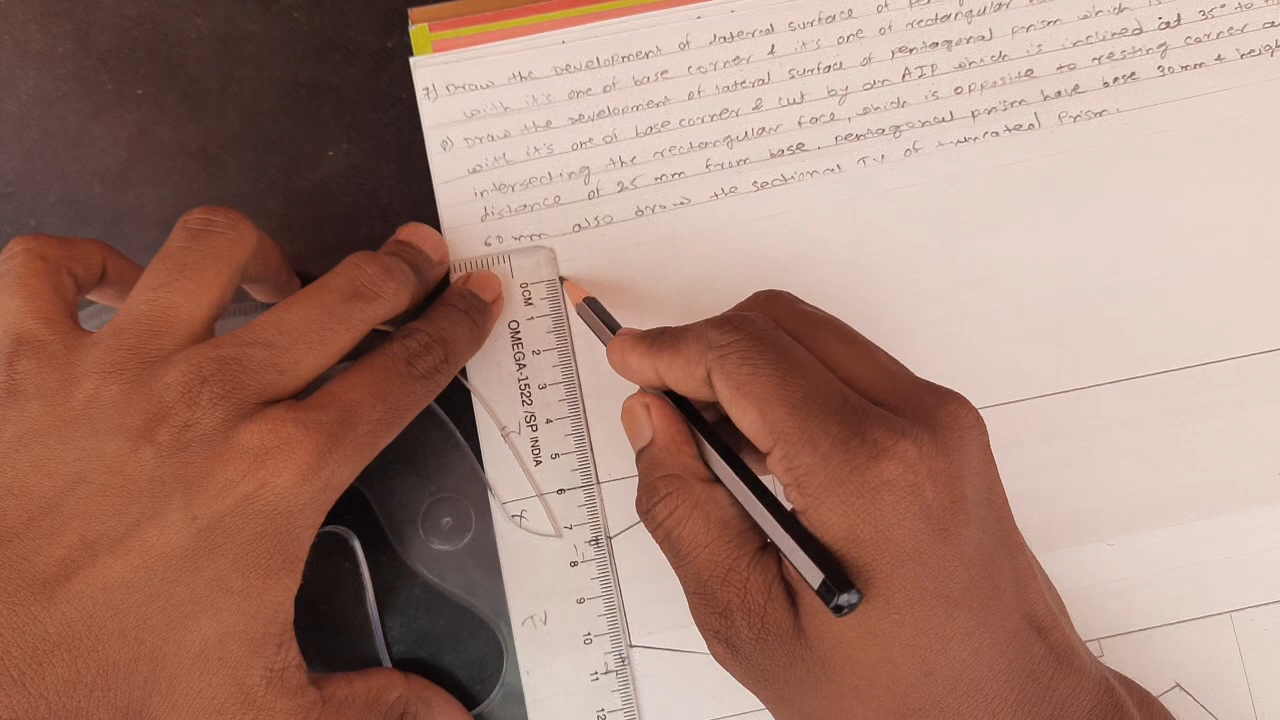 7) Draw the Development of lateral surface of
with it's one of base corner & it's one of rectangular
8) Draw the Development of lateral surface of pentagonal prism which is
with it's one of base corner & cut by an AIP which is inclined at 35° to
intersecting the rectangular face, which is opposite to resting corner
distance of 25 mm from base. pentagonal prism have base 30mm & height
60 mm also draw the sectional T.V of truncated prism.
0CM 1 2 3 4 5 6 7 8 9 10 11 12
OMEGA-1522 /SP INDIA
X
TV